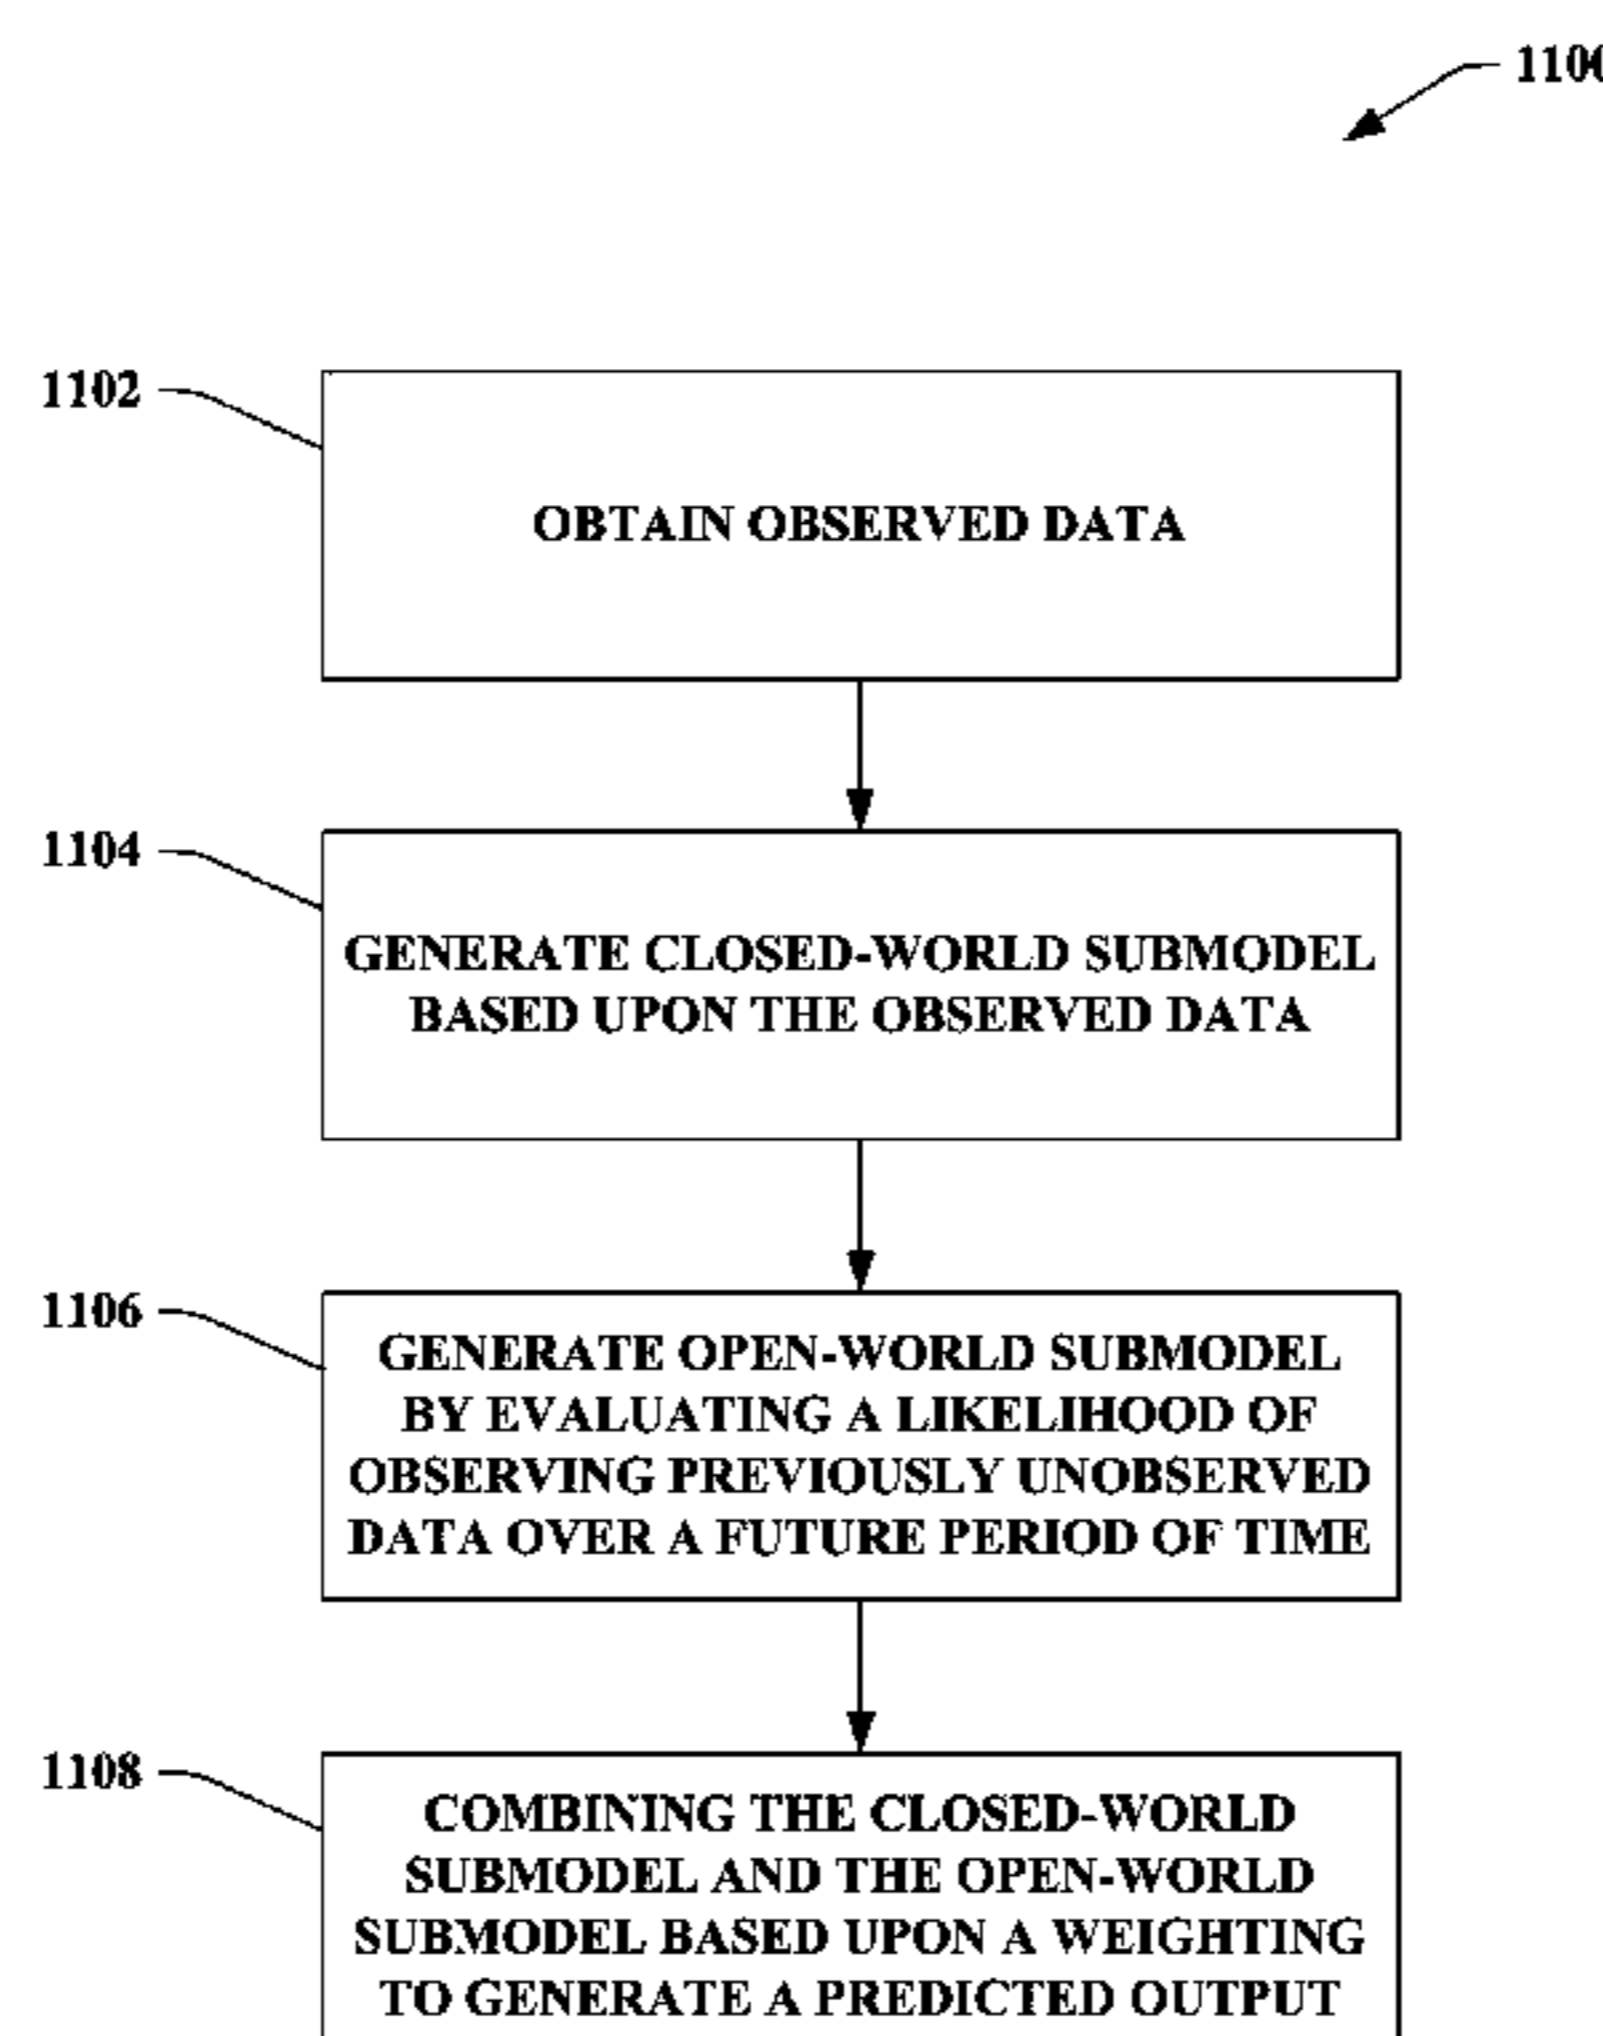 1100
1102
OBTAIN OBSERVED DATA
1104
GENERATE CLOSED-WORLD SUBMODEL
BASED UPON THE OBSERVED DATA
1106
GENERATE OPEN-WORLD SUBMODEL
BY EVALUATING A LIKELIHOOD OF
OBSERVING PREVIOUSLY UNOBSERVED
DATA OVER A FUTURE PERIOD OF TIME
1108
COMBINING THE CLOSED-WORLD
SUBMODEL AND THE OPEN-WORLD
SUBMODEL BASED UPON A WEIGHTING
TO GENERATE A PREDICTED OUTPUT